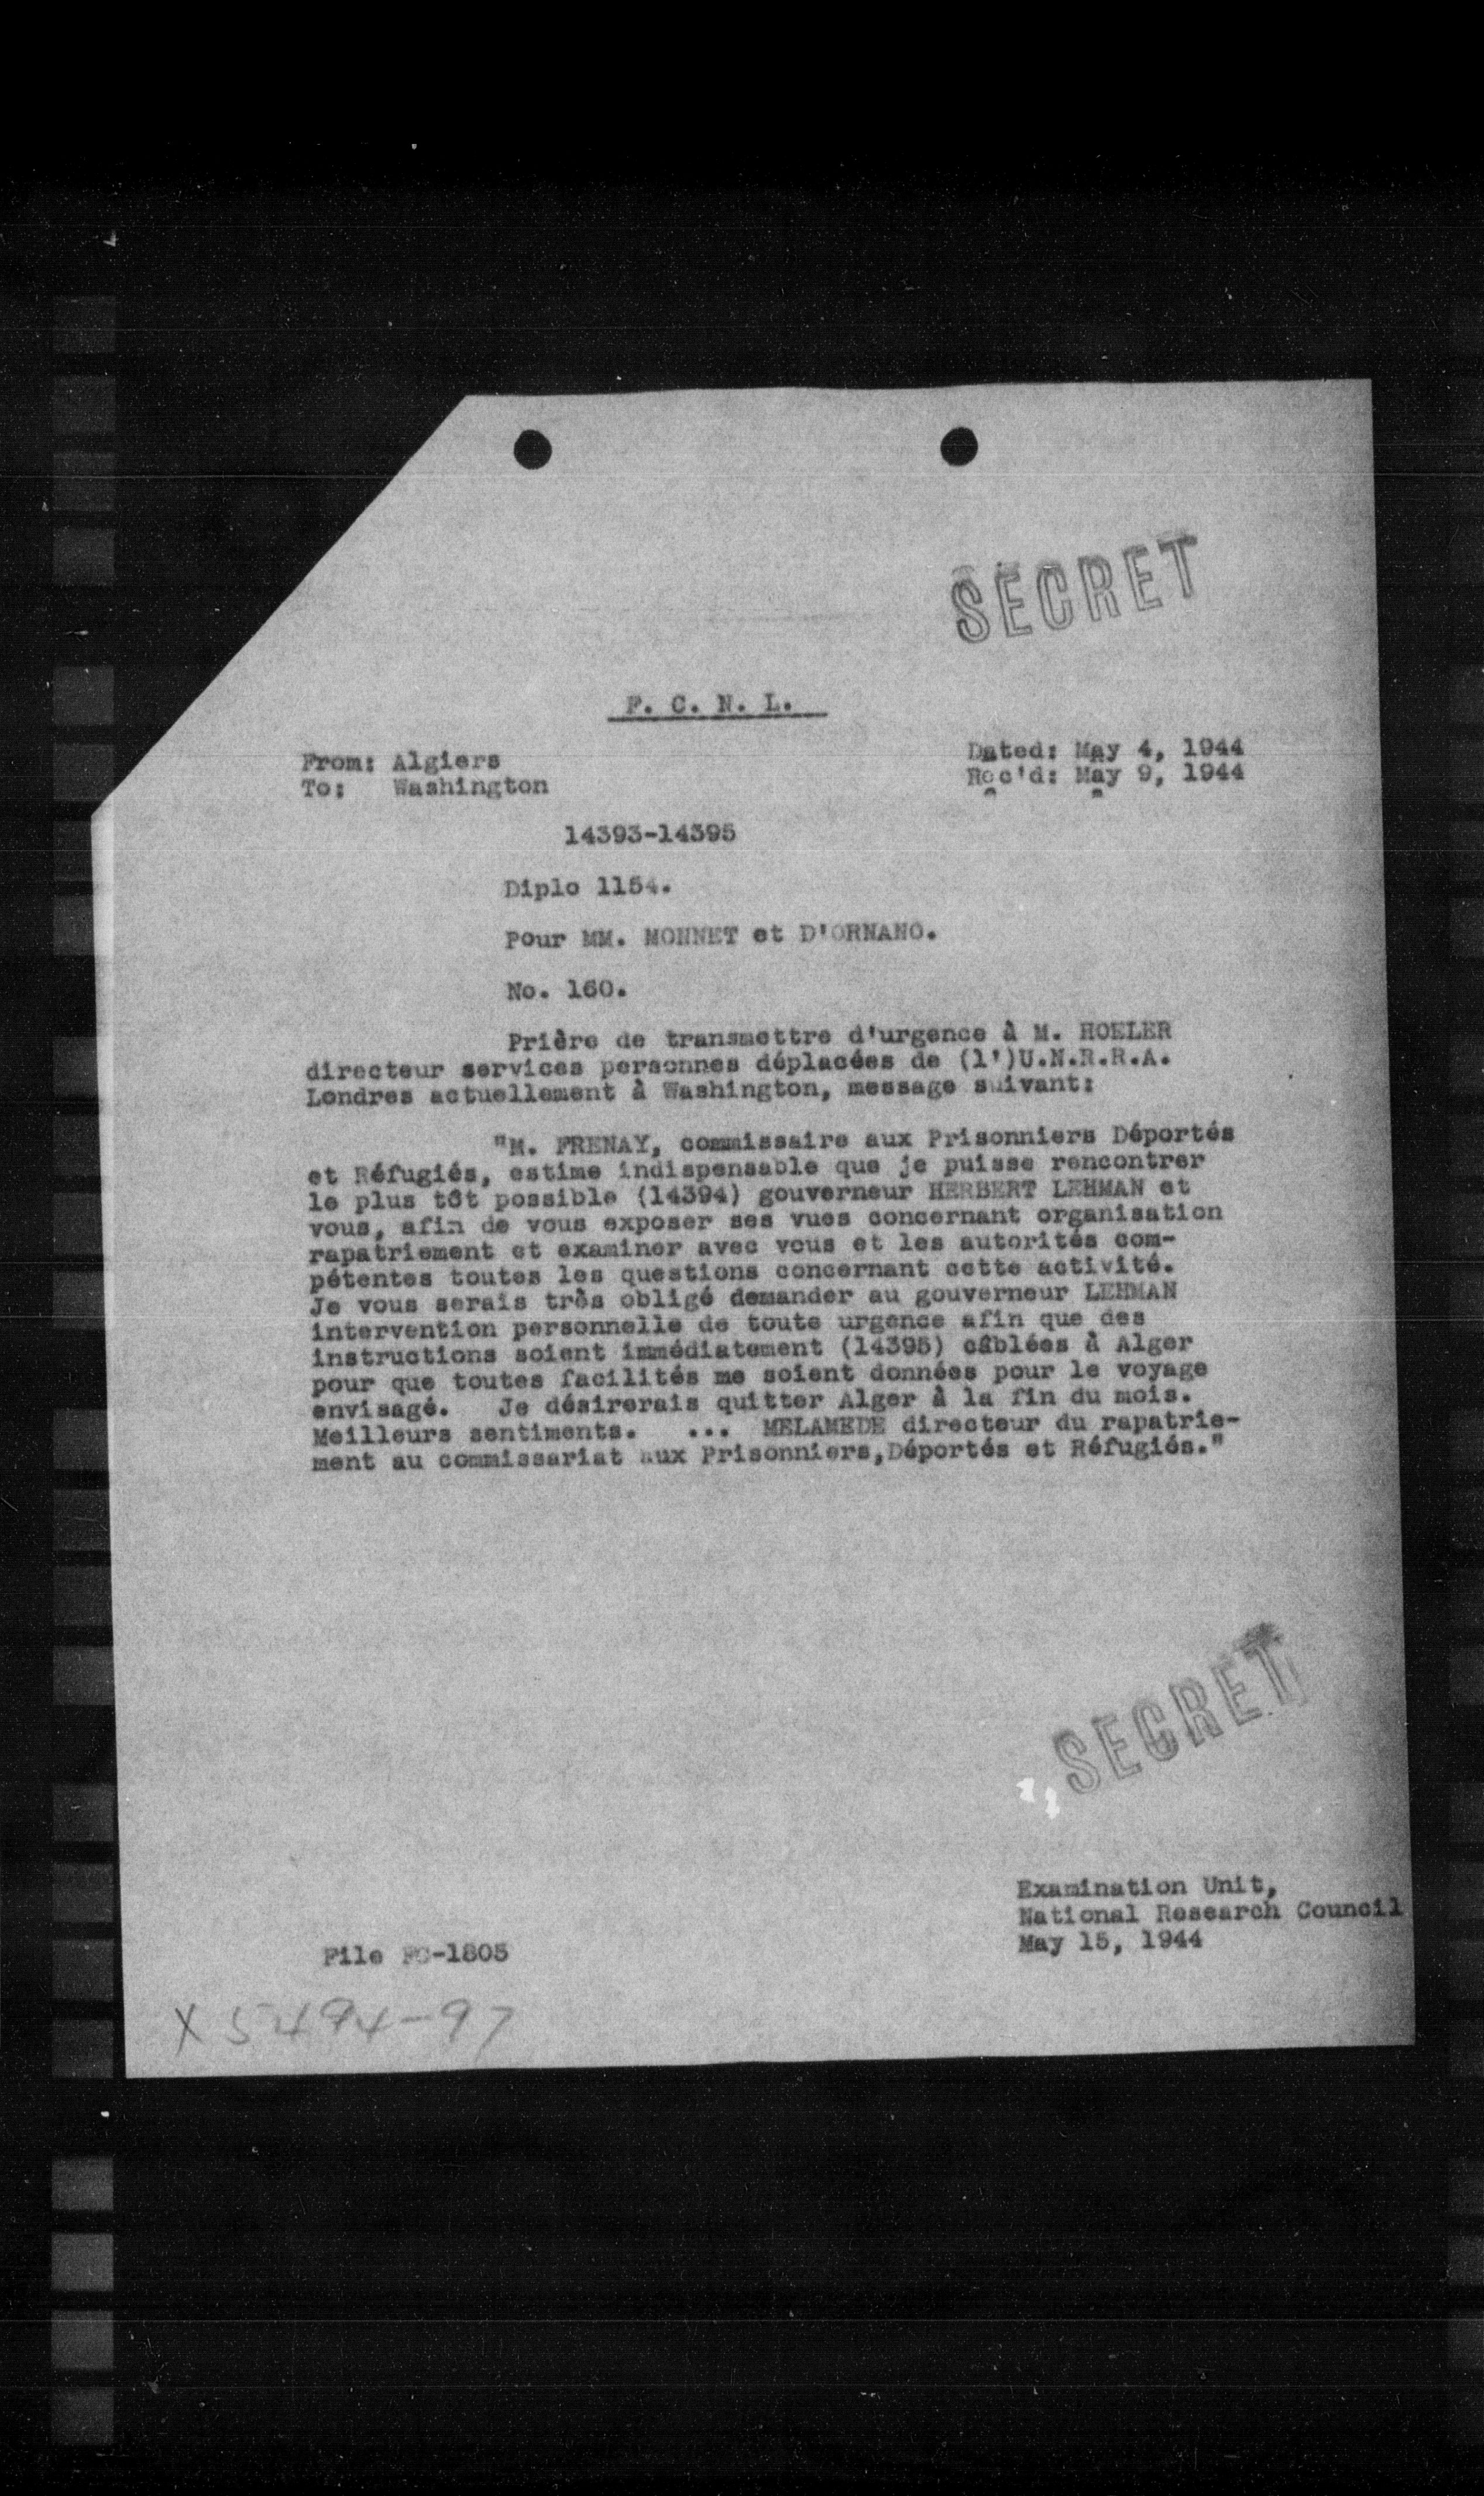 SECRET
F. C. N. L.
From: Algiers
To: Washington
Dated: May 4, 1944
Rec'd: May 9, 1944
14393-14395
Diplo 1154.
Pour MM. MONNET et D'ORNANO.
No. 160.
Prière de transmettre d'urgence à M. HOELER
directeur services personnes déplacées de (l')U.N.R.R.A.
Londres actuellement à Washington, message suivant:
"M. FRENAY, commissaire aux Prisonniers Déportés
et Réfugiés, estime indispensable que je puisse rencontrer
le plus tôt possible (14394) gouverneur HERBERT LEHMAN et
vous, afin de vous exposer ses vues concernant organisation
rapatriement et examiner avec vous et les autorités com-
pétentes toutes les questions concernant cette activité.
Je vous serais très obligé demander au gouverneur LEHMAN
intervention personnelle de toute urgence afin que des
instructions soient immédiatement (14395) câblées à Alger
pour que toutes facilités me soient données pour le voyage
envisagé. Je désirerais quitter Alger à la fin du mois.
Meilleurs sentiments. ... MELAMEDE directeur du rapatrie-
ment au commissariat aux Prisonniers,Déportés et Réfugiés."
SECRET
Examination Unit,
National Research Council
May 15, 1944
File FC-1805
X 5494-97